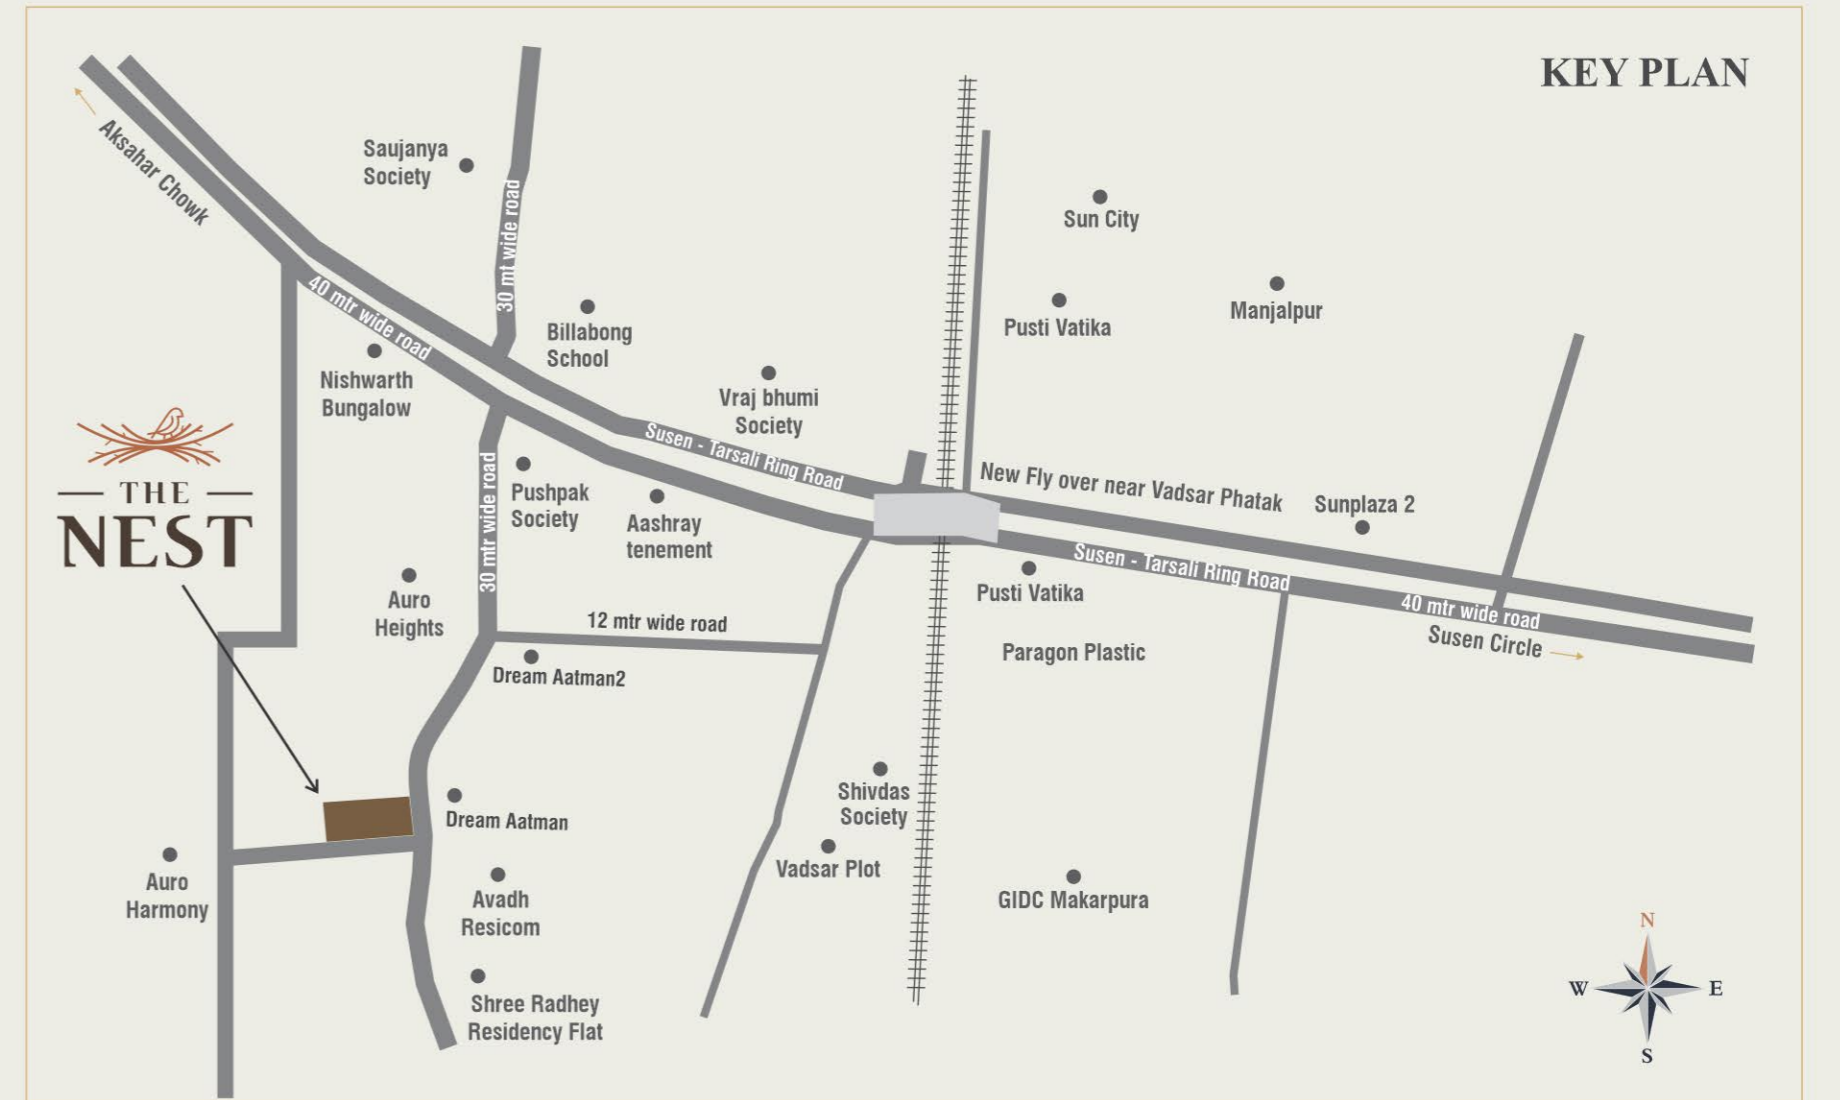 KEY PLAN
Aksahar Chowk
Saujanya
Society
30 mt wide road
Sun City
Manjalpur
Pusti Vatika
40 mtr wide road
Billabong
School
Nishwarth
Bungalow
Vraj bhumi
Society
Susen - Tarsali Ring Road
New Fly over near Vadsar Phatak
Sunplaza 2
THE
NEST
30 mtr wide road
Pushpak
Society
Aashray
tenement
Susen - Tarsali Ring Road
40 mtr wide road
Susen Circle
Pusti Vatika
Auro
Heights
12 mtr wide road
Paragon Plastic
Dream Aatman2
Shivdas
Society
Dream Aatman
Vadsar Plot
Auro
Harmony
Avadh
Resicom
GIDC Makarpura
Shree Radhey
Residency Flat
N
W
E
S